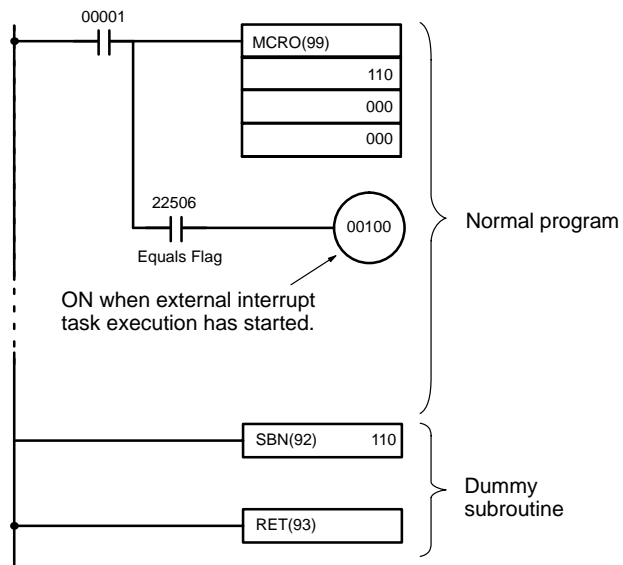 00001
MCRO(99)
110
000
000
22506
Equals Flag
00100
Normal program
ON when external interrupt
task execution has started.
SBN(92) 110
Dummy
subroutine
RET(93)